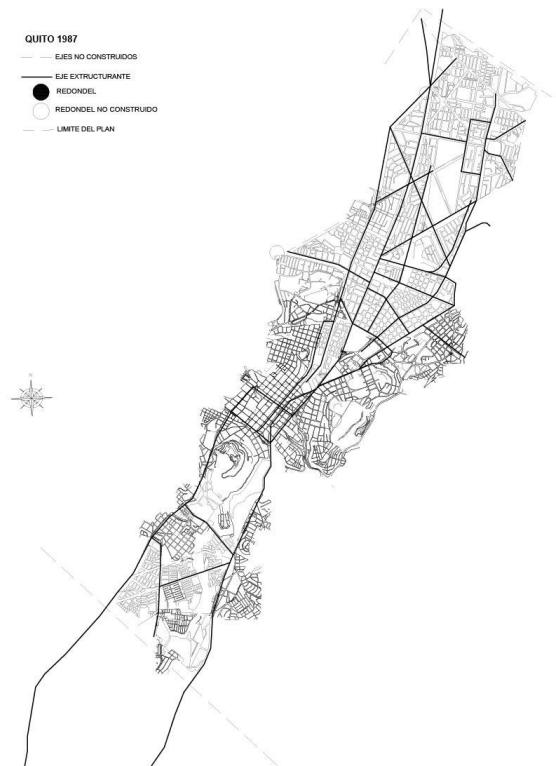 QUITO 1987
EJES NO CONSTRUIDOS
EJE EXTRUCTURANTE
REDONDEL
REDONDEL NO CONSTRUIDO
LIMITE DEL PLAN
N